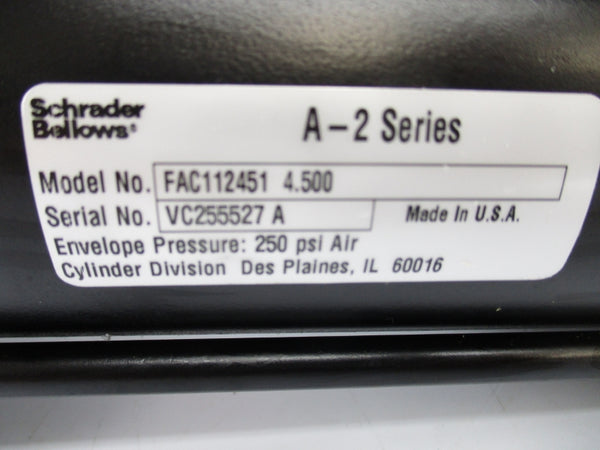 Schrader
Bellows®
A-2 Series
Model No. FAC112451 4.500
Serial No. VC255527 A
Made In U.S.A.
Envelope Pressure: 250 psi Air
Cylinder Division Des Plaines, IL 60016